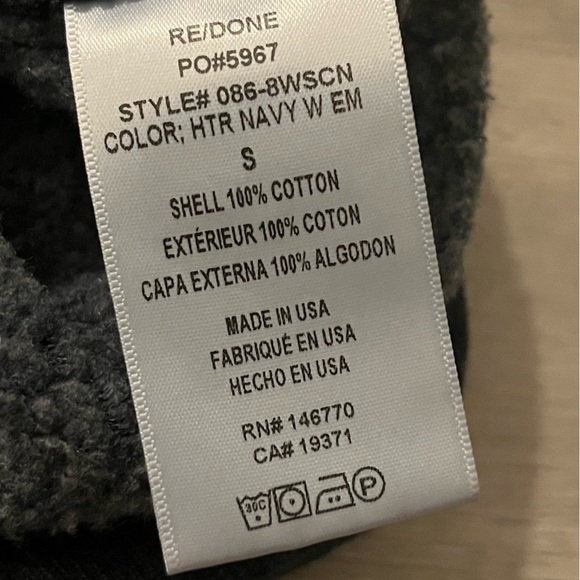 RE/DONE
PO#5967
STYLE# 086-8WSCN
COLOR; HTR NAVY W EM
S
SHELL 100% COTTON
EXTÉRIEUR 100% COTON
CAPA EXTERNA 100% ALGODON
MADE IN USA
FABRIQUÉ EN USA
HECHO EN USA
RN# 146770
CA# 19371
30C P